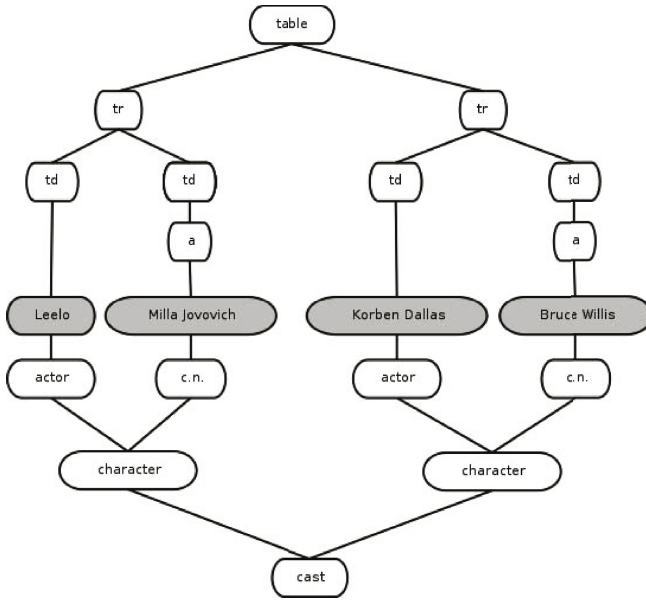 table
tr tr
td td td td
a a
Leelo Milla Jovovich Korben Dallas Bruce Willis
actor c.n. actor c.n.
character character
cast